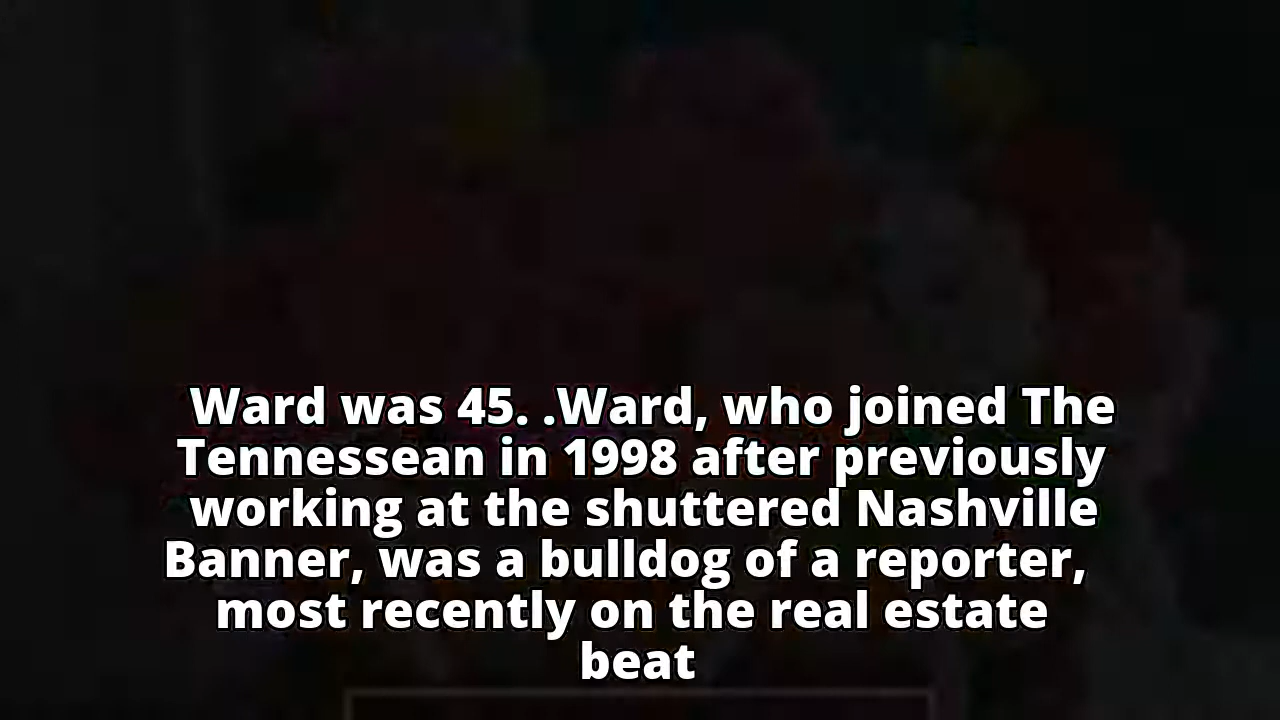 Ward was 45. .Ward, who joined The
Tennessean in 1998 after previously
working at the shuttered Nashville
Banner, was a bulldog of a reporter,
most recently on the real estate
beat